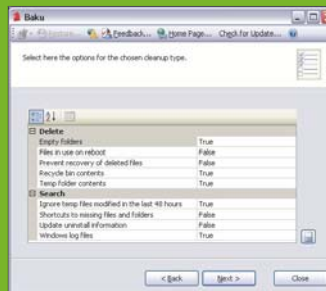 Baku
Restore... Feedback... Home Page... Check for Update...
Select here the options for the chosen cleanup type.
Delete
Empty folders True
Files in use on reboot False
Prevent recovery of deleted files False
Recycle bin contents True
Temp folder contents True
Search
Ignore temp files modified in the last 48 hours True
Shortcuts to missing files and folders False
Update uninstall information False
Windows log files True
< Back Next > Close